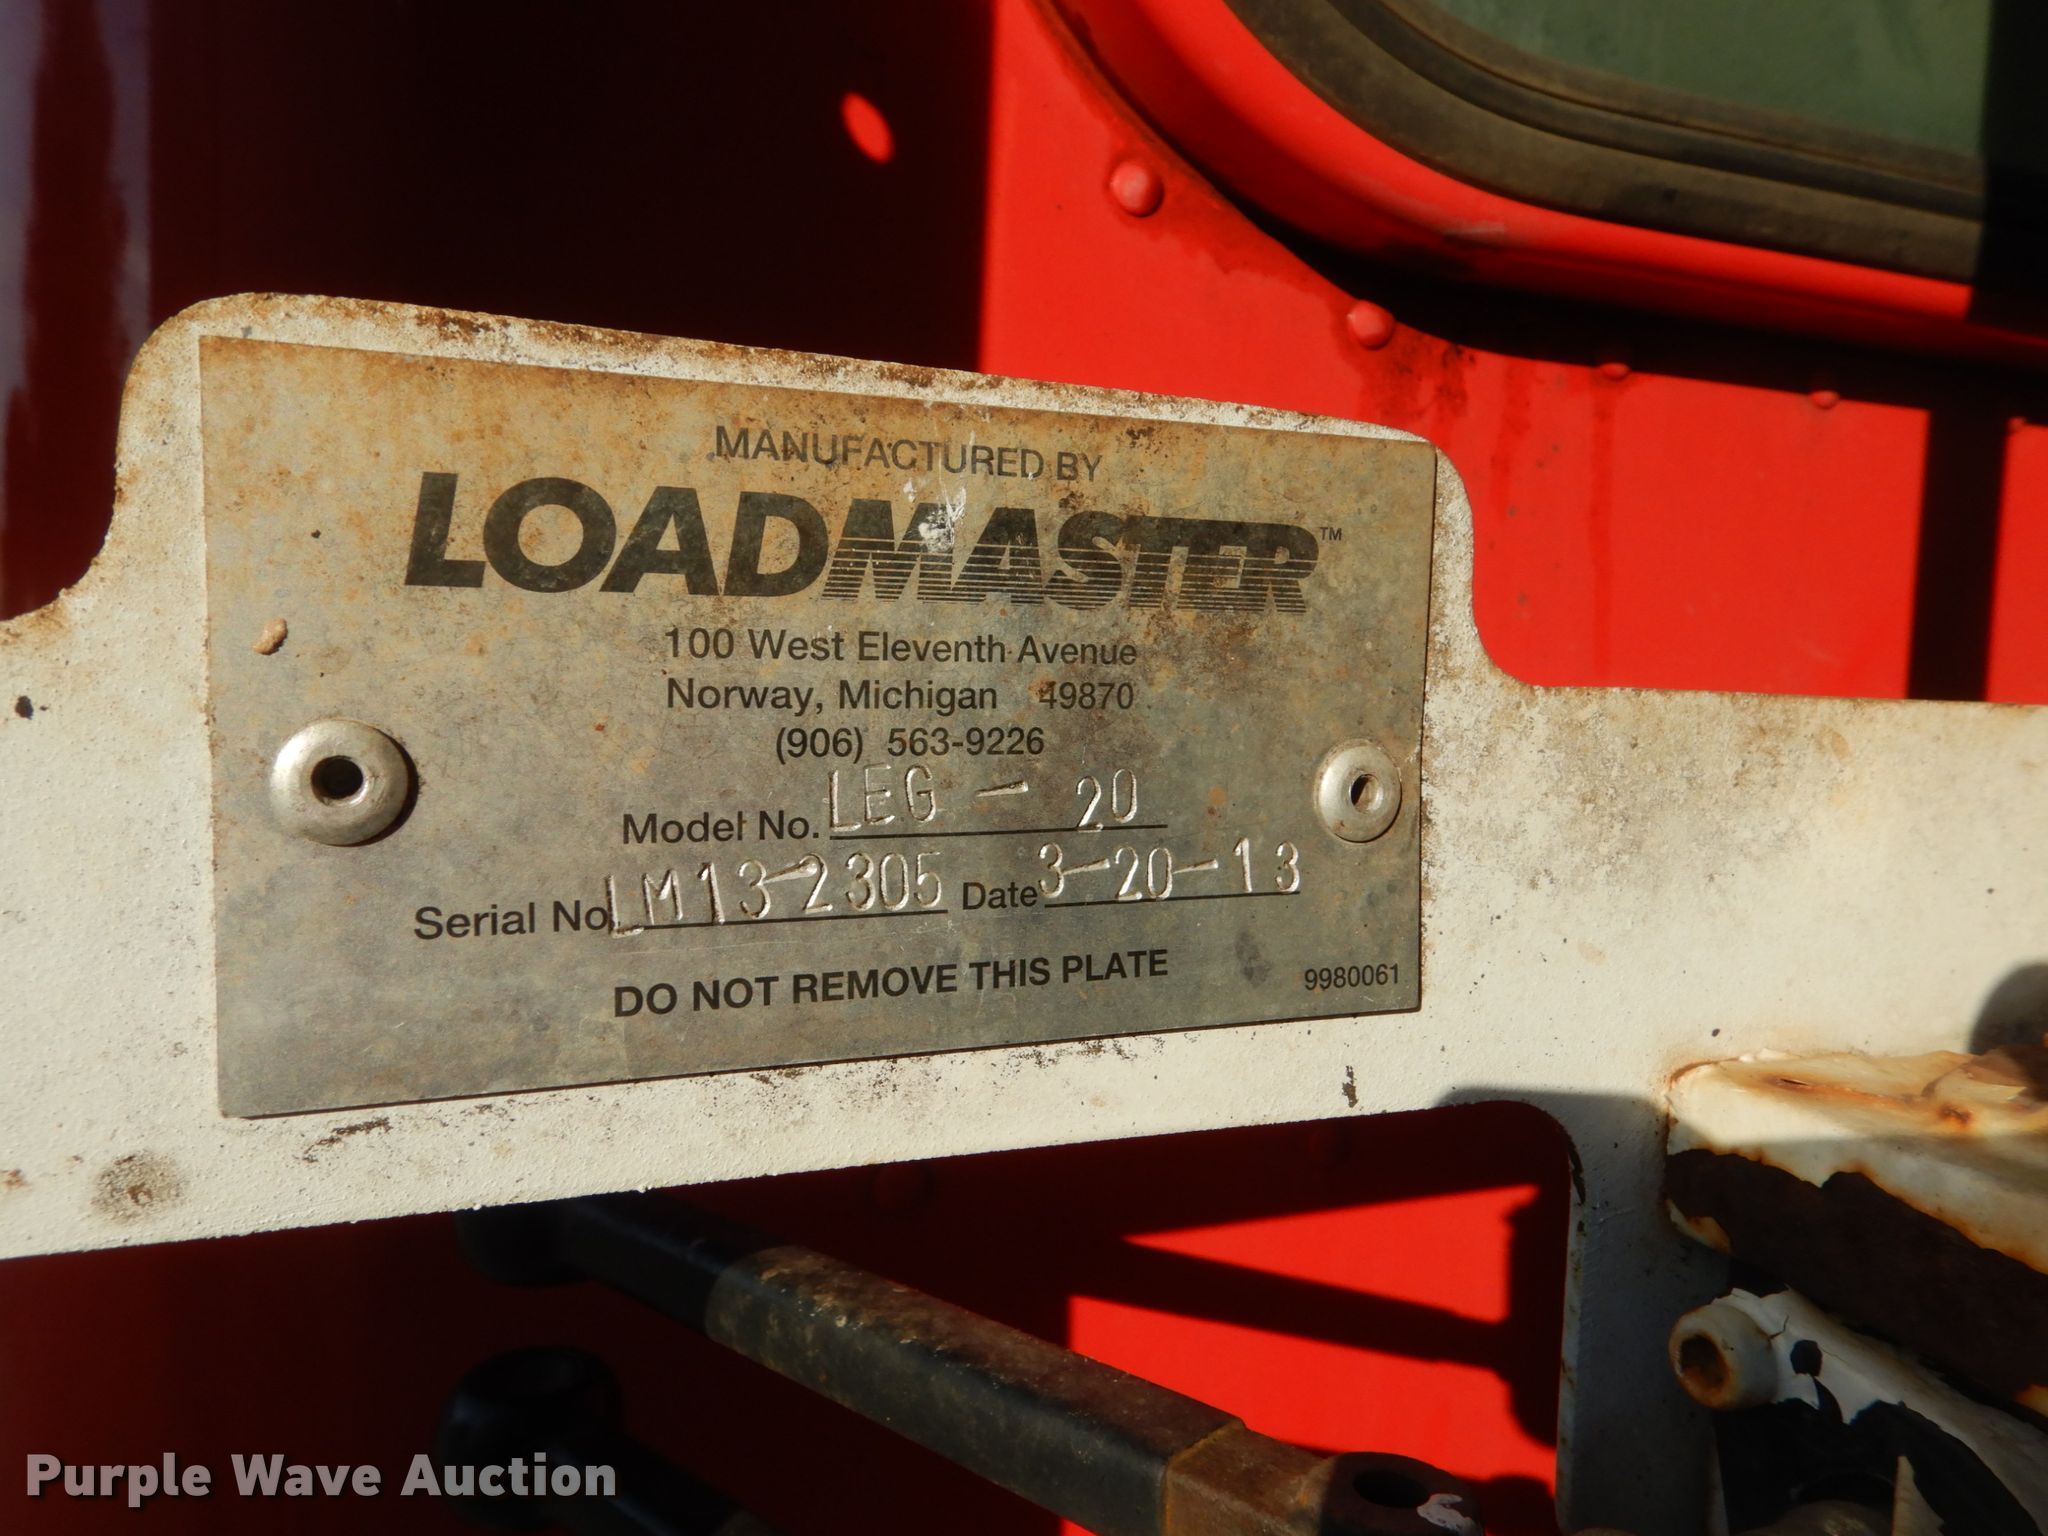 MANUFACTURED BY
LOADMASTER™
100 West Eleventh Avenue
Norway, Michigan 49870
(906) 563-9226
Model No. LEG - 20
Serial No. LM13-2305 Date 3-20-13
DO NOT REMOVE THIS PLATE 9980061
Purple Wave Auction